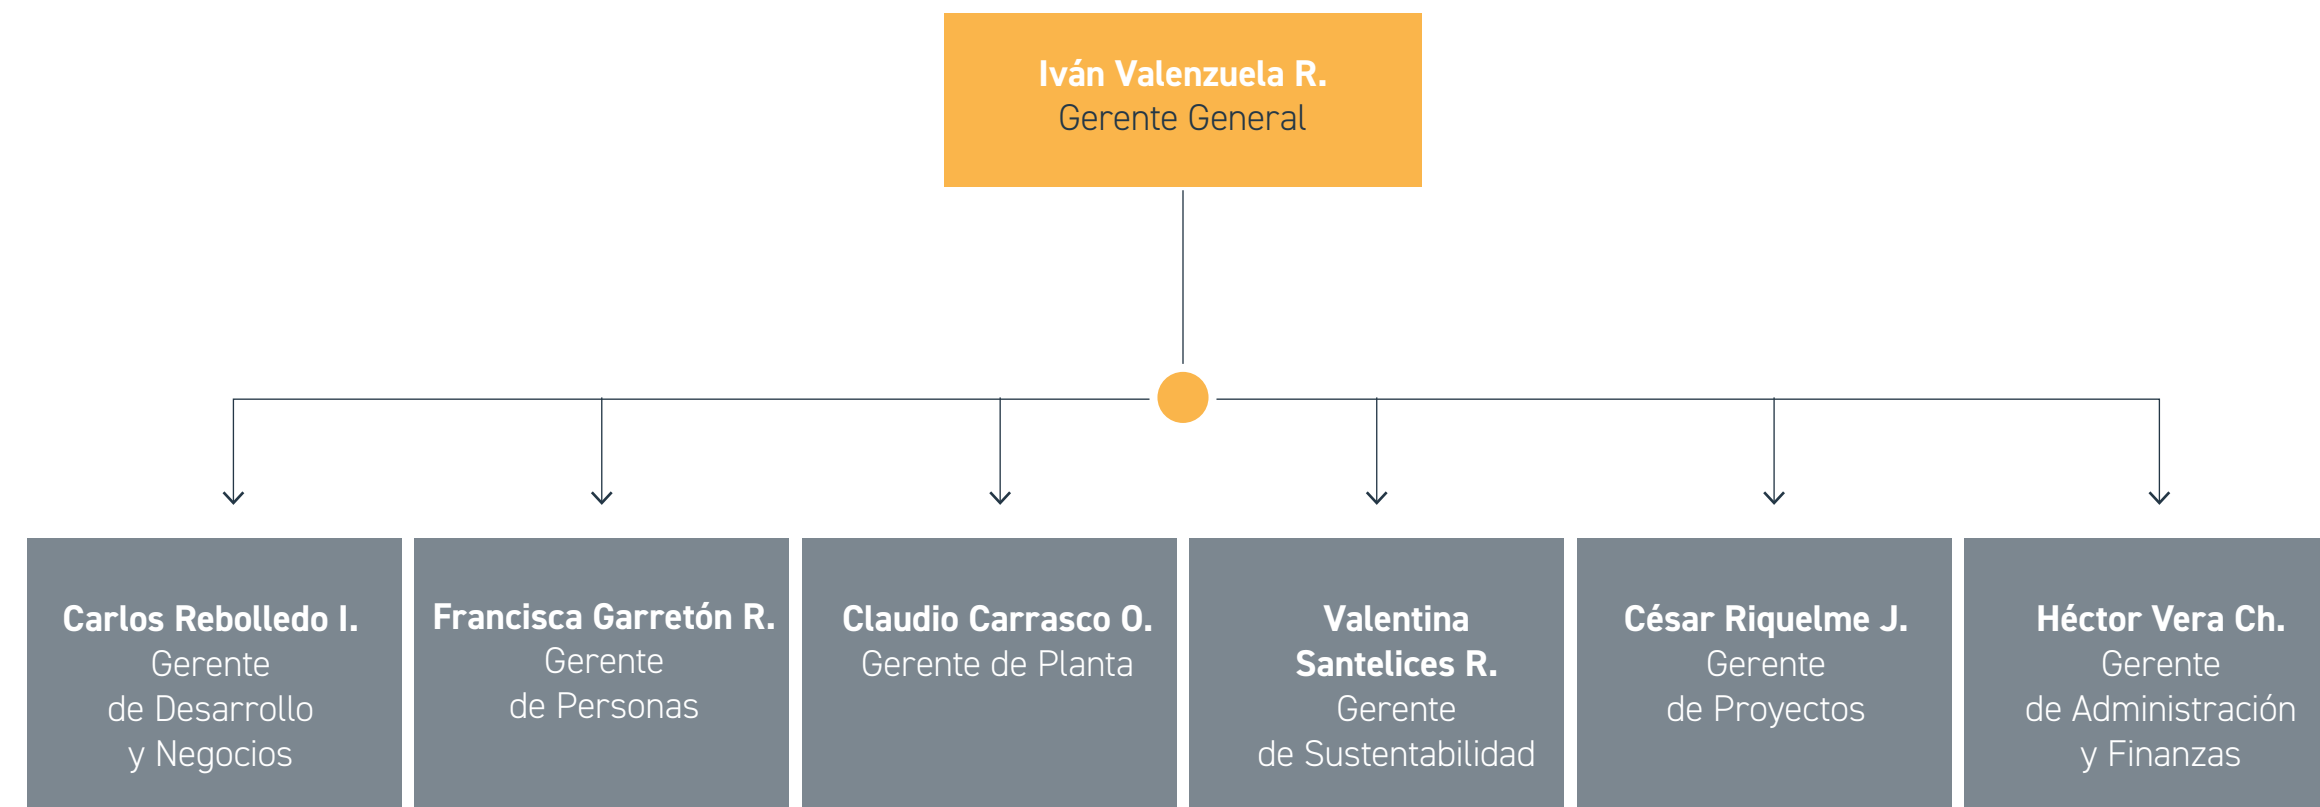 Iván Valenzuela R.
Gerente General
Carlos Rebolledo I.
Gerente
de Desarrollo
y Negocios
Francisca Garretón R.
Gerente
de Personas
Claudio Carrasco O.
Gerente de Planta
Valentina
Santelices R.
Gerente
de Sustentabilidad
César Riquelme J.
Gerente
de Proyectos
Héctor Vera Ch.
Gerente
de Administración
y Finanzas